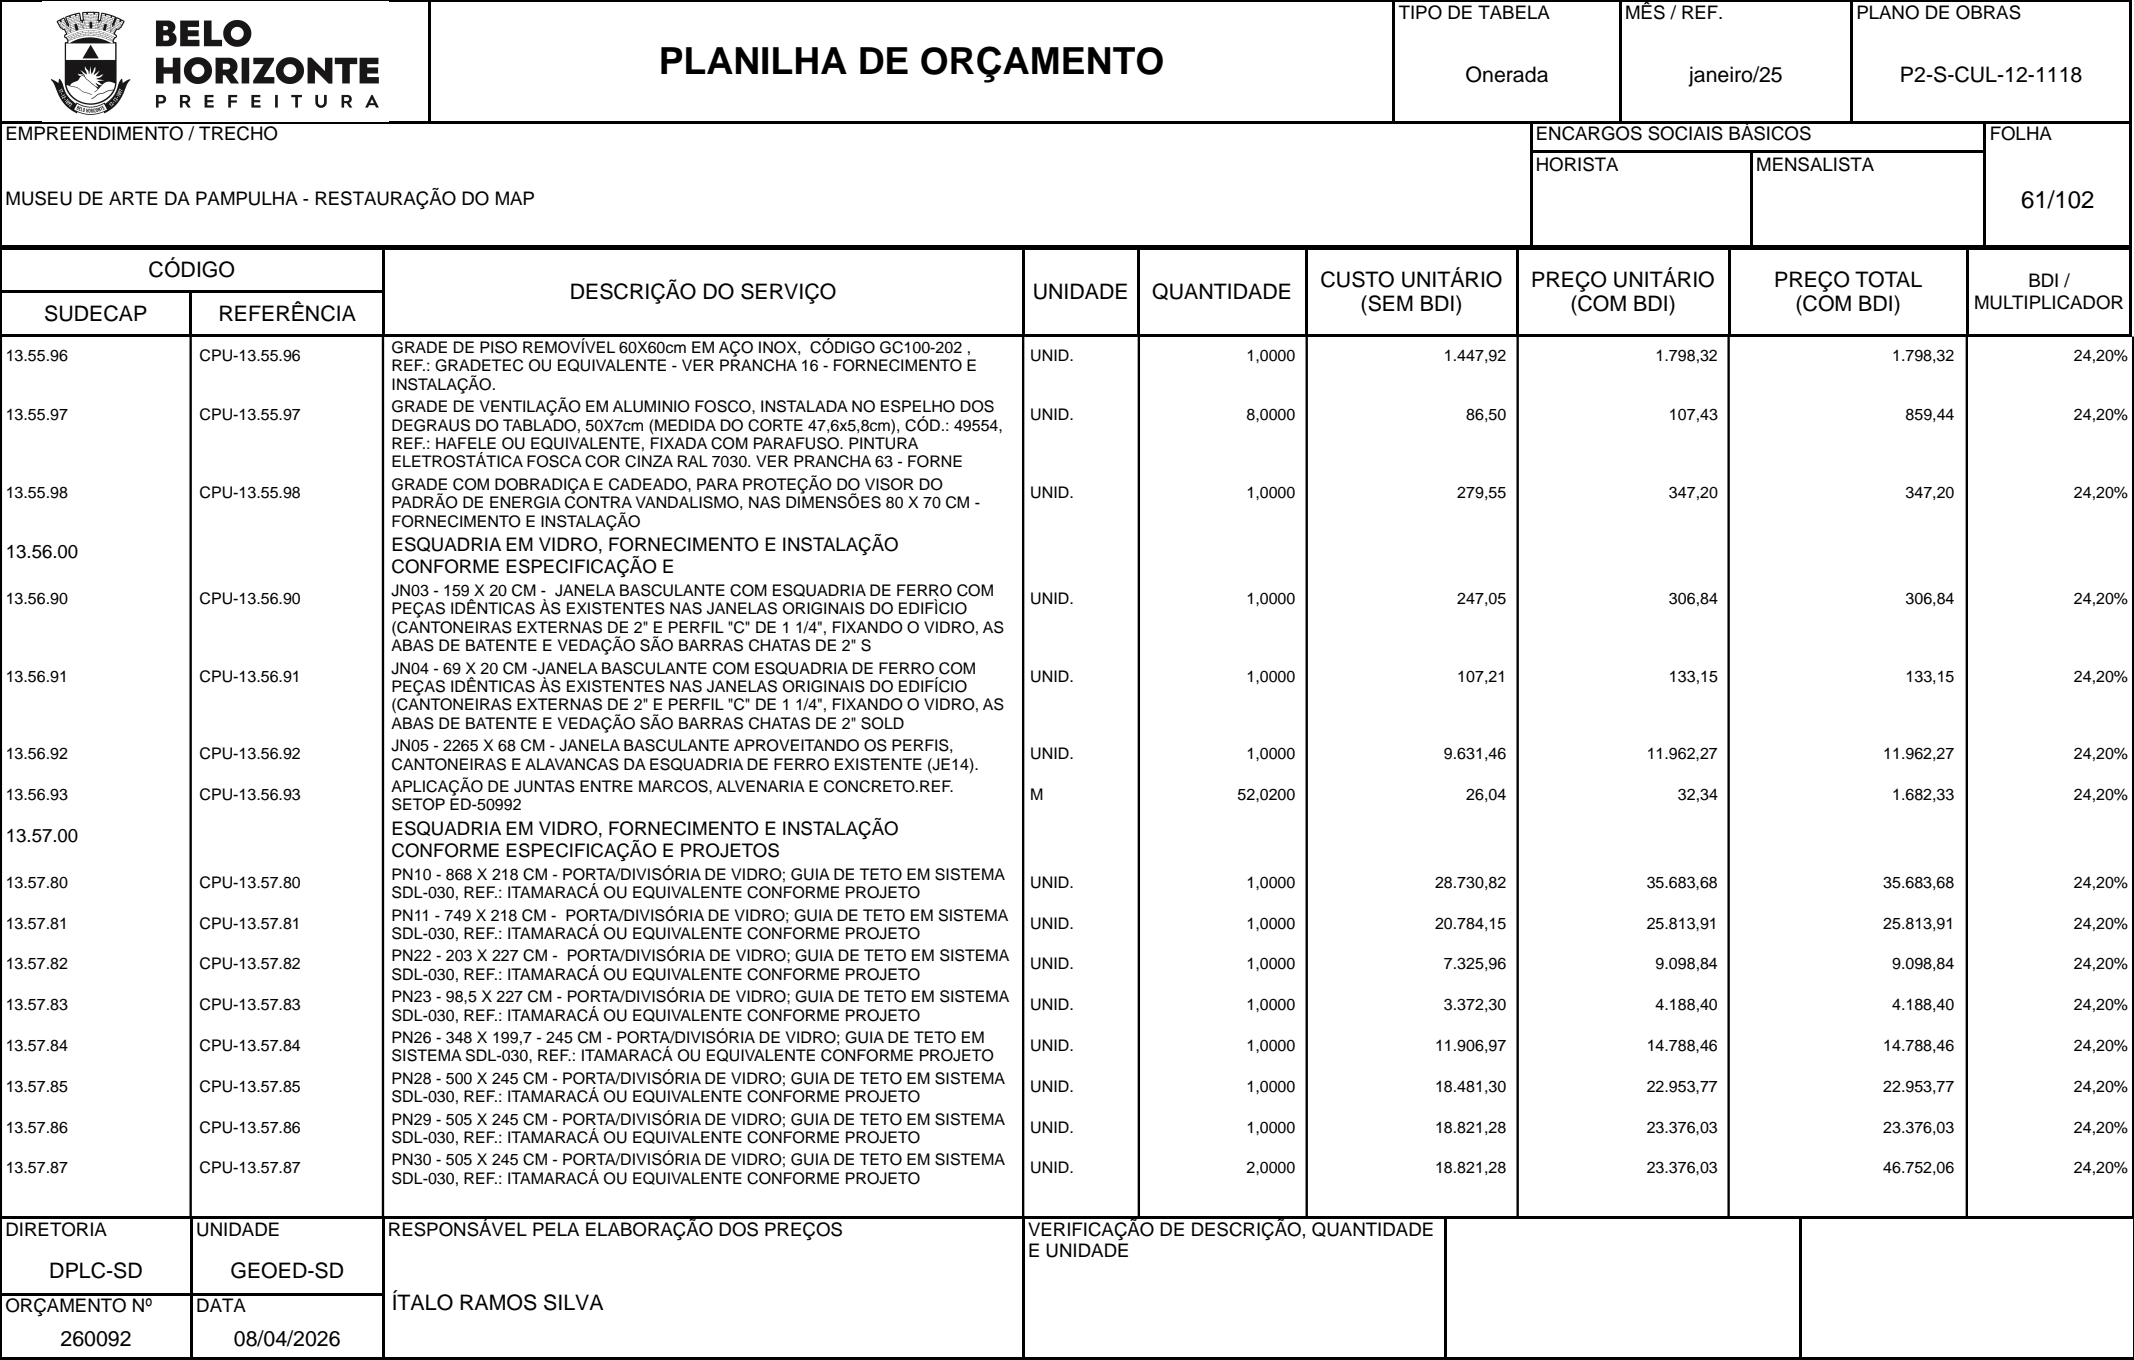 BELO
HORIZONTE
PREFEITURA
PLANILHA DE ORÇAMENTO
TIPO DE TABELA
Onerada
MÊS / REF.
janeiro/25
PLANO DE OBRAS
P2-S-CUL-12-1118
EMPREENDIMENTO / TRECHO
MUSEU DE ARTE DA PAMPULHA - RESTAURAÇÃO DO MAP
ENCARGOS SOCIAIS BÁSICOS
HORISTA
MENSALISTA
FOLHA
61/102
CÓDIGO
SUDECAP
REFERÊNCIA
DESCRIÇÃO DO SERVIÇO
UNIDADE
QUANTIDADE
CUSTO UNITÁRIO
(SEM BDI)
PREÇO UNITÁRIO
(COM BDI)
PREÇO TOTAL
(COM BDI)
BDI /
MULTIPLICADOR
13.55.96 CPU-13.55.96 GRADE DE PISO REMOVÍVEL 60X60cm EM AÇO INOX, CÓDIGO GC100-202 , UNID. 1,0000 1.447,92 1.798,32 1.798,32 24,20%
REF.: GRADETEC OU EQUIVALENTE - VER PRANCHA 16 - FORNECIMENTO E
INSTALAÇÃO.
13.55.97 CPU-13.55.97 GRADE DE VENTILAÇÃO EM ALUMINIO FOSCO, INSTALADA NO ESPELHO DOS UNID. 8,0000 86,50 107,43 859,44 24,20%
DEGRAUS DO TABLADO, 50X7cm (MEDIDA DO CORTE 47,6x5,8cm), CÓD.: 49554,
REF.: HAFELE OU EQUIVALENTE, FIXADA COM PARAFUSO. PINTURA
ELETROSTÁTICA FOSCA COR CINZA RAL 7030. VER PRANCHA 63 - FORNE
13.55.98 CPU-13.55.98 GRADE COM DOBRADIÇA E CADEADO, PARA PROTEÇÃO DO VISOR DO UNID. 1,0000 279,55 347,20 347,20 24,20%
PADRÃO DE ENERGIA CONTRA VANDALISMO, NAS DIMENSÕES 80 X 70 CM -
FORNECIMENTO E INSTALAÇÃO
13.56.00 ESQUADRIA EM VIDRO, FORNECIMENTO E INSTALAÇÃO
CONFORME ESPECIFICAÇÃO E
13.56.90 CPU-13.56.90 JN03 - 159 X 20 CM - JANELA BASCULANTE COM ESQUADRIA DE FERRO COM UNID. 1,0000 247,05 306,84 306,84 24,20%
PEÇAS IDÊNTICAS ÀS EXISTENTES NAS JANELAS ORIGINAIS DO EDIFÌCIO
(CANTONEIRAS EXTERNAS DE 2" E PERFIL "C" DE 1 1/4", FIXANDO O VIDRO, AS
ABAS DE BATENTE E VEDAÇÃO SÃO BARRAS CHATAS DE 2" S
13.56.91 CPU-13.56.91 JN04 - 69 X 20 CM -JANELA BASCULANTE COM ESQUADRIA DE FERRO COM UNID. 1,0000 107,21 133,15 133,15 24,20%
PEÇAS IDÊNTICAS ÀS EXISTENTES NAS JANELAS ORIGINAIS DO EDIFÍCIO
(CANTONEIRAS EXTERNAS DE 2" E PERFIL "C" DE 1 1/4", FIXANDO O VIDRO, AS
ABAS DE BATENTE E VEDAÇÃO SÃO BARRAS CHATAS DE 2" SOLD
13.56.92 CPU-13.56.92 JN05 - 2265 X 68 CM - JANELA BASCULANTE APROVEITANDO OS PERFIS, UNID. 1,0000 9.631,46 11.962,27 11.962,27 24,20%
CANTONEIRAS E ALAVANCAS DA ESQUADRIA DE FERRO EXISTENTE (JE14).
13.56.93 CPU-13.56.93 APLICAÇÃO DE JUNTAS ENTRE MARCOS, ALVENARIA E CONCRETO.REF. M 52,0200 26,04 32,34 1.682,33 24,20%
SETOP ED-50992
13.57.00 ESQUADRIA EM VIDRO, FORNECIMENTO E INSTALAÇÃO
CONFORME ESPECIFICAÇÃO E PROJETOS
13.57.80 CPU-13.57.80 PN10 - 868 X 218 CM - PORTA/DIVISÓRIA DE VIDRO; GUIA DE TETO EM SISTEMA UNID. 1,0000 28.730,82 35.683,68 35.683,68 24,20%
SDL-030, REF.: ITAMARACÁ OU EQUIVALENTE CONFORME PROJETO
13.57.81 CPU-13.57.81 PN11 - 749 X 218 CM - PORTA/DIVISÓRIA DE VIDRO; GUIA DE TETO EM SISTEMA UNID. 1,0000 20.784,15 25.813,91 25.813,91 24,20%
SDL-030, REF.: ITAMARACÁ OU EQUIVALENTE CONFORME PROJETO
13.57.82 CPU-13.57.82 PN22 - 203 X 227 CM - PORTA/DIVISÓRIA DE VIDRO; GUIA DE TETO EM SISTEMA UNID. 1,0000 7.325,96 9.098,84 9.098,84 24,20%
SDL-030, REF.: ITAMARACÁ OU EQUIVALENTE CONFORME PROJETO
13.57.83 CPU-13.57.83 PN23 - 98,5 X 227 CM - PORTA/DIVISÓRIA DE VIDRO; GUIA DE TETO EM SISTEMA UNID. 1,0000 3.372,30 4.188,40 4.188,40 24,20%
SDL-030, REF.: ITAMARACÁ OU EQUIVALENTE CONFORME PROJETO
13.57.84 CPU-13.57.84 PN26 - 348 X 199,7 - 245 CM - PORTA/DIVISÓRIA DE VIDRO; GUIA DE TETO EM UNID. 1,0000 11.906,97 14.788,46 14.788,46 24,20%
SISTEMA SDL-030, REF.: ITAMARACÁ OU EQUIVALENTE CONFORME PROJETO
13.57.85 CPU-13.57.85 PN28 - 500 X 245 CM - PORTA/DIVISÓRIA DE VIDRO; GUIA DE TETO EM SISTEMA UNID. 1,0000 18.481,30 22.953,77 22.953,77 24,20%
SDL-030, REF.: ITAMARACÁ OU EQUIVALENTE CONFORME PROJETO
13.57.86 CPU-13.57.86 PN29 - 505 X 245 CM - PORTA/DIVISÓRIA DE VIDRO; GUIA DE TETO EM SISTEMA UNID. 1,0000 18.821,28 23.376,03 23.376,03 24,20%
SDL-030, REF.: ITAMARACÁ OU EQUIVALENTE CONFORME PROJETO
13.57.87 CPU-13.57.87 PN30 - 505 X 245 CM - PORTA/DIVISÓRIA DE VIDRO; GUIA DE TETO EM SISTEMA UNID. 2,0000 18.821,28 23.376,03 46.752,06 24,20%
SDL-030, REF.: ITAMARACÁ OU EQUIVALENTE CONFORME PROJETO
DIRETORIA
DPLC-SD
UNIDADE
GEOED-SD
RESPONSÁVEL PELA ELABORAÇÃO DOS PREÇOS
ÍTALO RAMOS SILVA
VERIFICAÇÃO DE DESCRIÇÃO, QUANTIDADE
E UNIDADE
ORÇAMENTO Nº
260092
DATA
08/04/2026